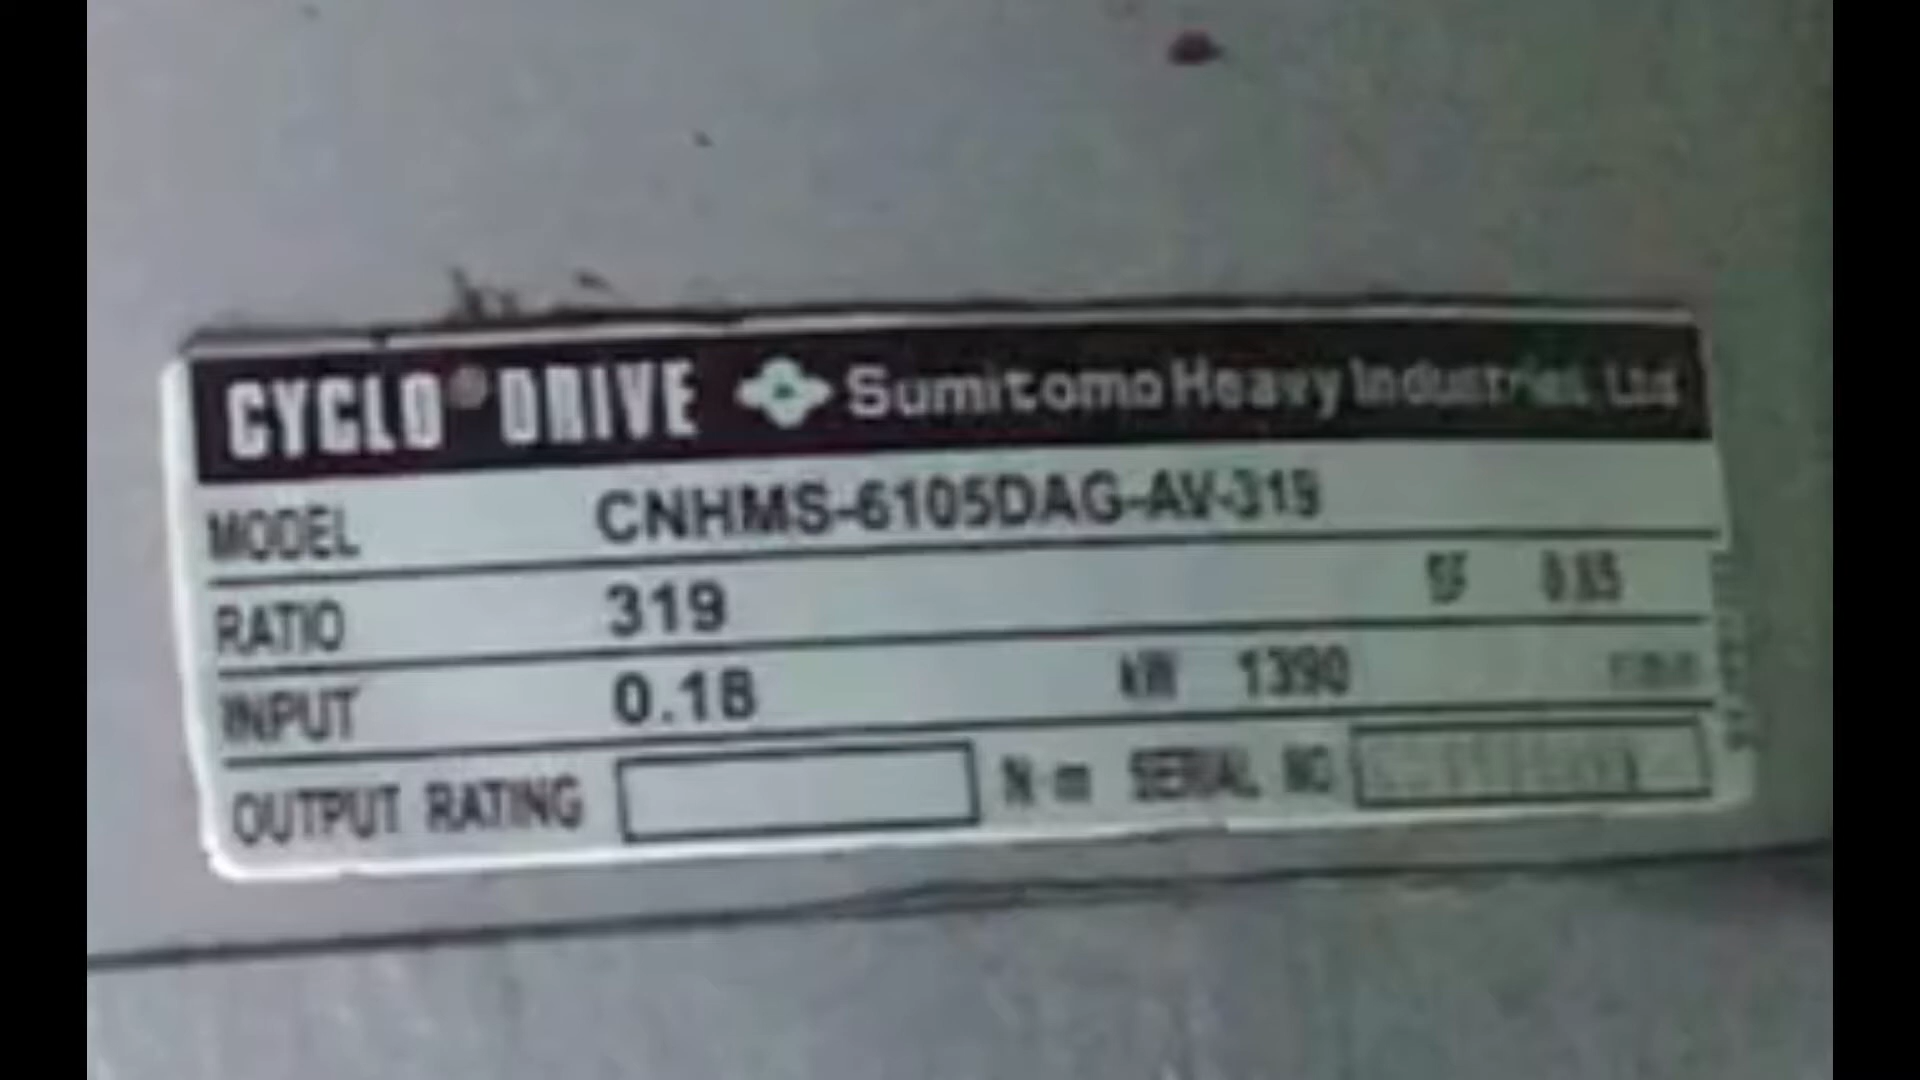 CYCLO® DRIVE Sumitomo Heavy Industries, Ltd
MODEL CNHMS-6105DAG-AV-319
RATIO 319 SF
INPUT 0.18 kW 1390
OUTPUT RATING N·m SERIAL NO